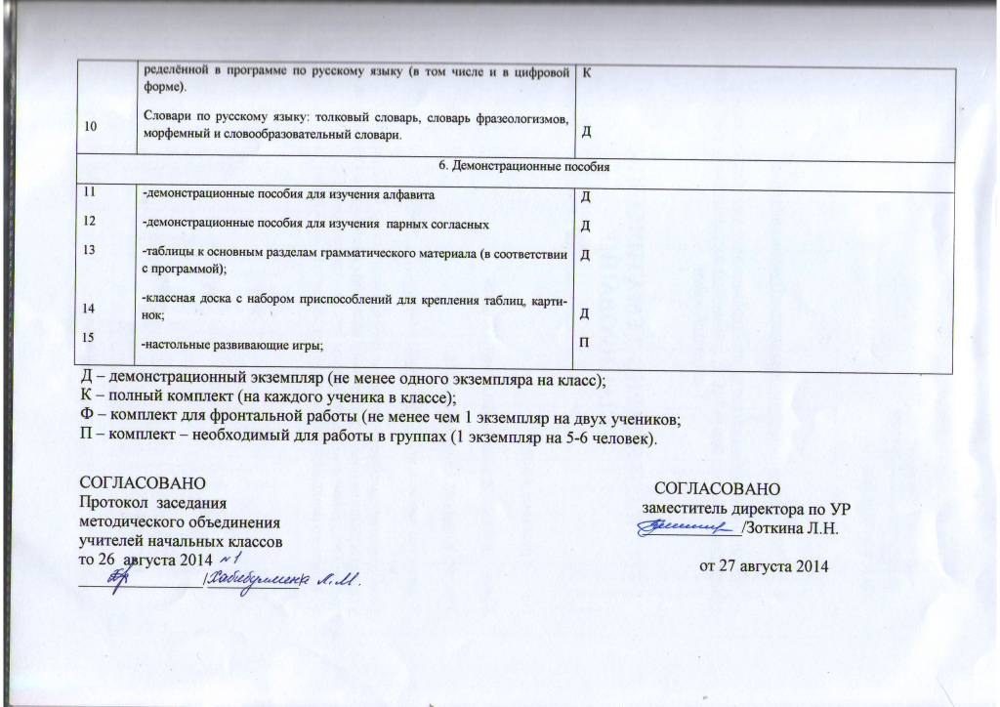 ределённой в программе по русскому языку (в том числе и в цифровой К
форме).
Словари по русскому языку: толковый словарь, словарь фразеологизмов,
10 морфемный и словообразовательный словари. Д
6. Демонстрационные пособия
11 -демонстрационные пособия для изучения алфавита Д
12 -демонстрационные пособия для изучения парных согласных Д
13 -таблицы к основным разделам грамматического материала (в соответствии Д
с программой);
-классная доска с набором приспособлений для крепления таблиц, карти-
14 нок; Д
15 -настольные развивающие игры; П
Д – демонстрационный экземпляр (не менее одного экземпляра на класс);
К – полный комплект (на каждого ученика в классе);
Ф – комплект для фронтальной работы (не менее чем 1 экземпляр на двух учеников;
П – комплект – необходимый для работы в группах (1 экземпляр на 5-6 человек).
СОГЛАСОВАНО
Протокол заседания
методического объединения
учителей начальных классов
то 26 августа 2014 №1
/ Л.М.
СОГЛАСОВАНО
заместитель директора по УР
/Зоткина Л.Н.
от 27 августа 2014